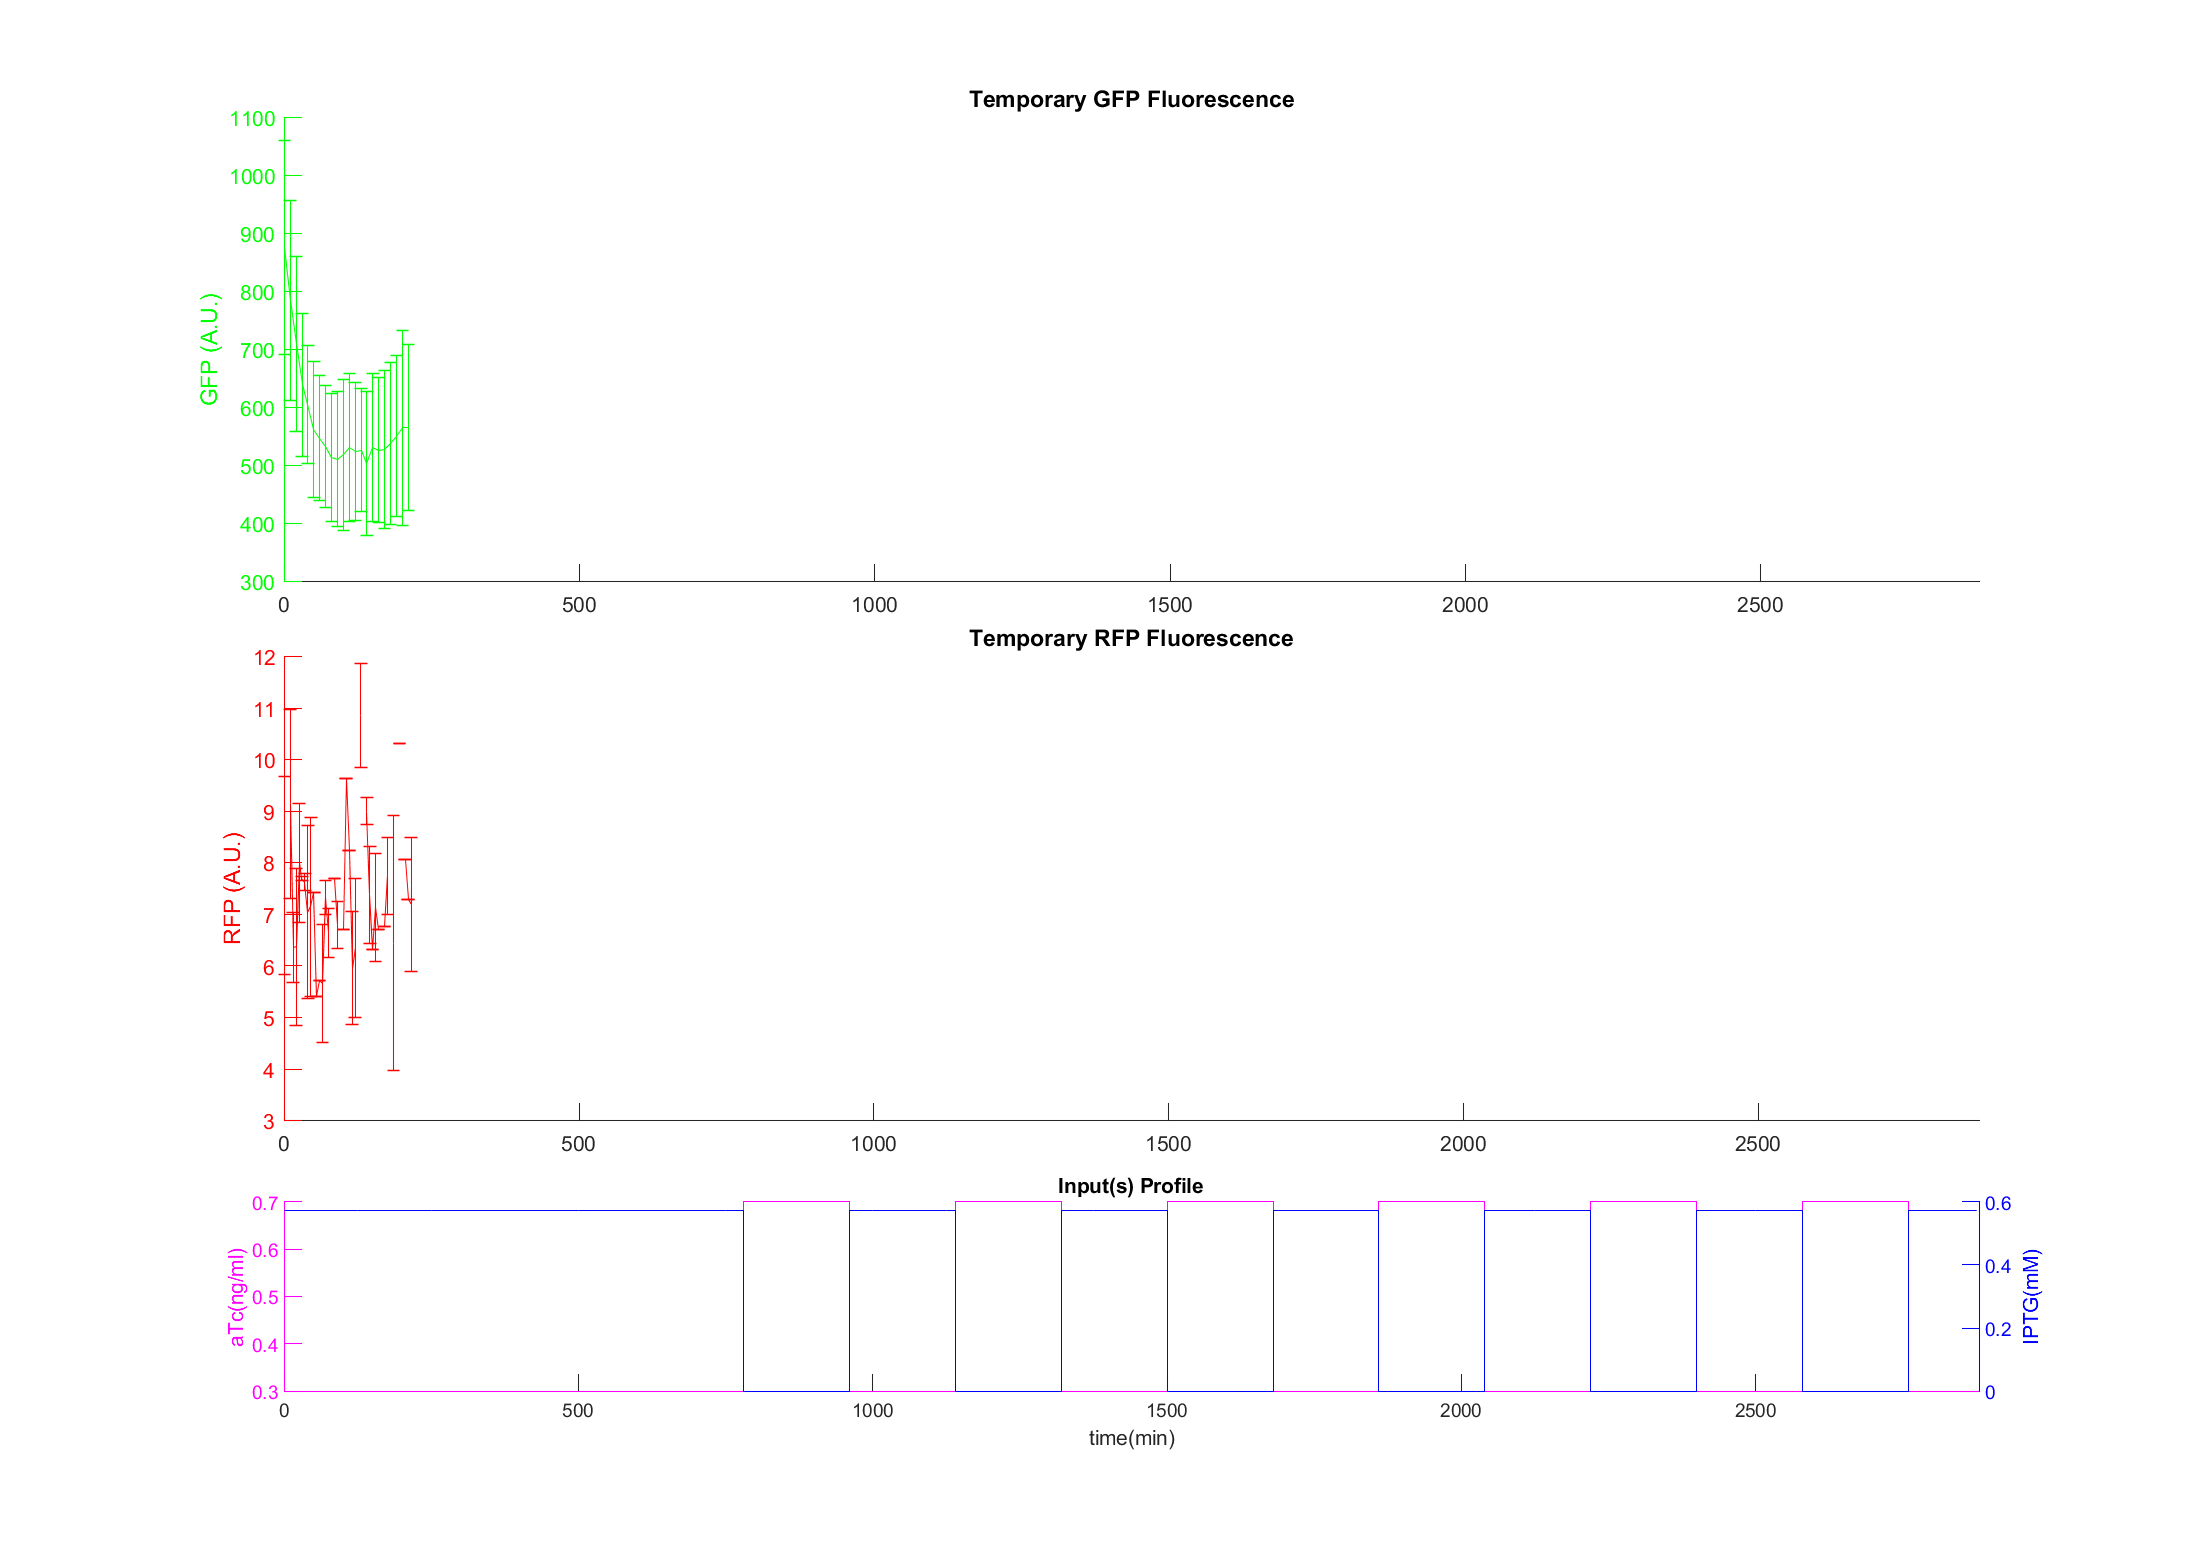 Temporary GFP Fluorescence
1100
1000
900
800
700
600
500
400
300
GFP (A.U.)
0 500 1000 1500 2000 2500
Temporary RFP Fluorescence
12
11
10
9
8
7
6
5
4
3
RFP (A.U.)
0 500 1000 1500 2000 2500
Input(s) Profile
0.7
0.6
0.5
0.4
0.3
aTc(ng/ml)
0.6
0.4
0.2
0
IPTG(mM)
0 500 1000 1500 2000 2500
time(min)